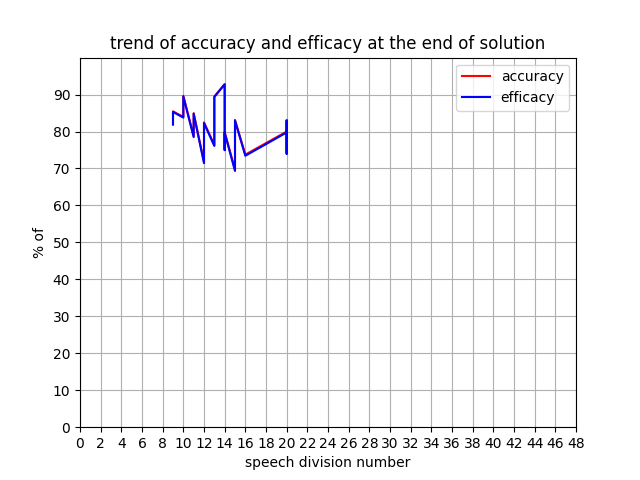 trend of accuracy and efficacy at the end of solution
accuracy
efficacy
90
80
70
60
50
40
30
20
10
0
% of
0 2 4 6 8 10 12 14 16 18 20 22 24 26 28 30 32 34 36 38 40 42 44 46 48
speech division number